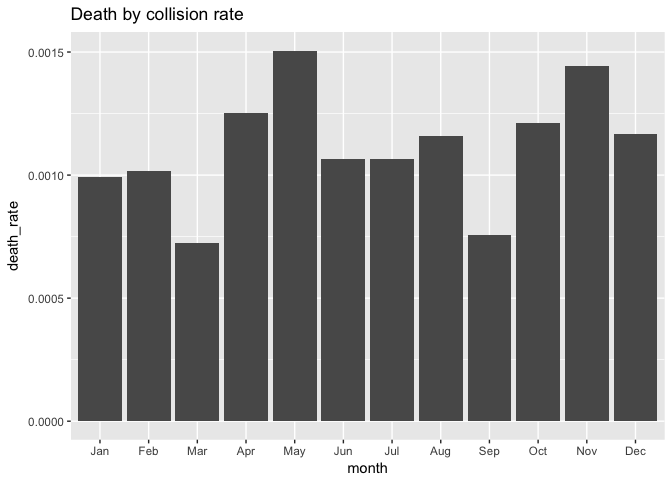 Death by collision rate
death_rate
0.0015
0.0010
0.0005
0.0000
Jan Feb Mar Apr May Jun Jul Aug Sep Oct Nov Dec
month